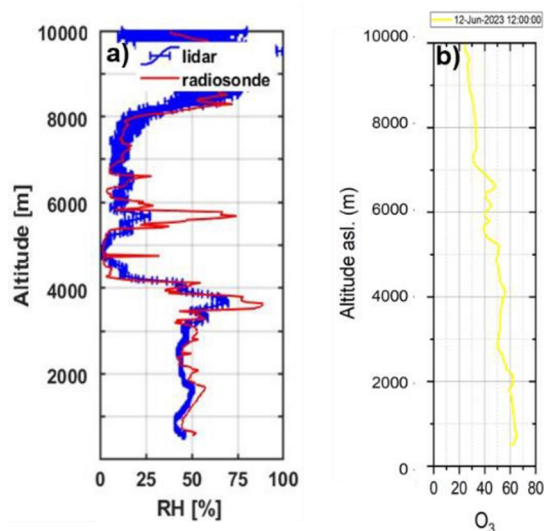 a)
lidar
radiosonde
10000
8000
6000
4000
2000
Altitude [m]
0
25
50
75
100
RH [%]
12-Jun-2023 12:00:00
b)
10000
8000
6000
4000
2000
0
Altitude asl. (m)
0
20
40
60
80
O₃